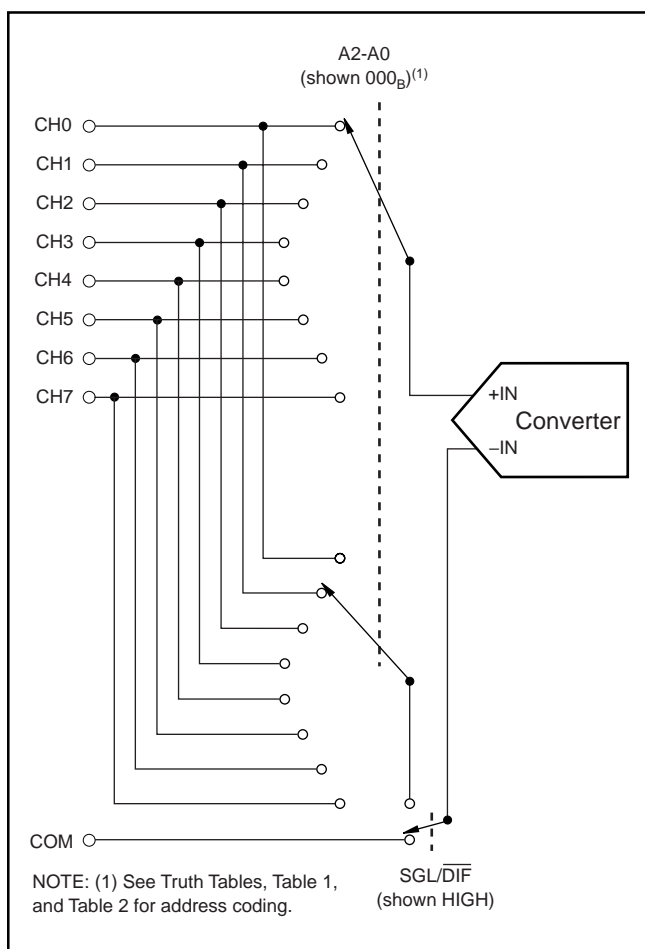 A2-A0
(shown 000B)(1)
CH0
CH1
CH2
CH3
CH4
CH5
CH6
CH7
+IN
Converter
–IN
COM
SGL/DIF
(shown HIGH)
NOTE: (1) See Truth Tables, Table 1,
and Table 2 for address coding.